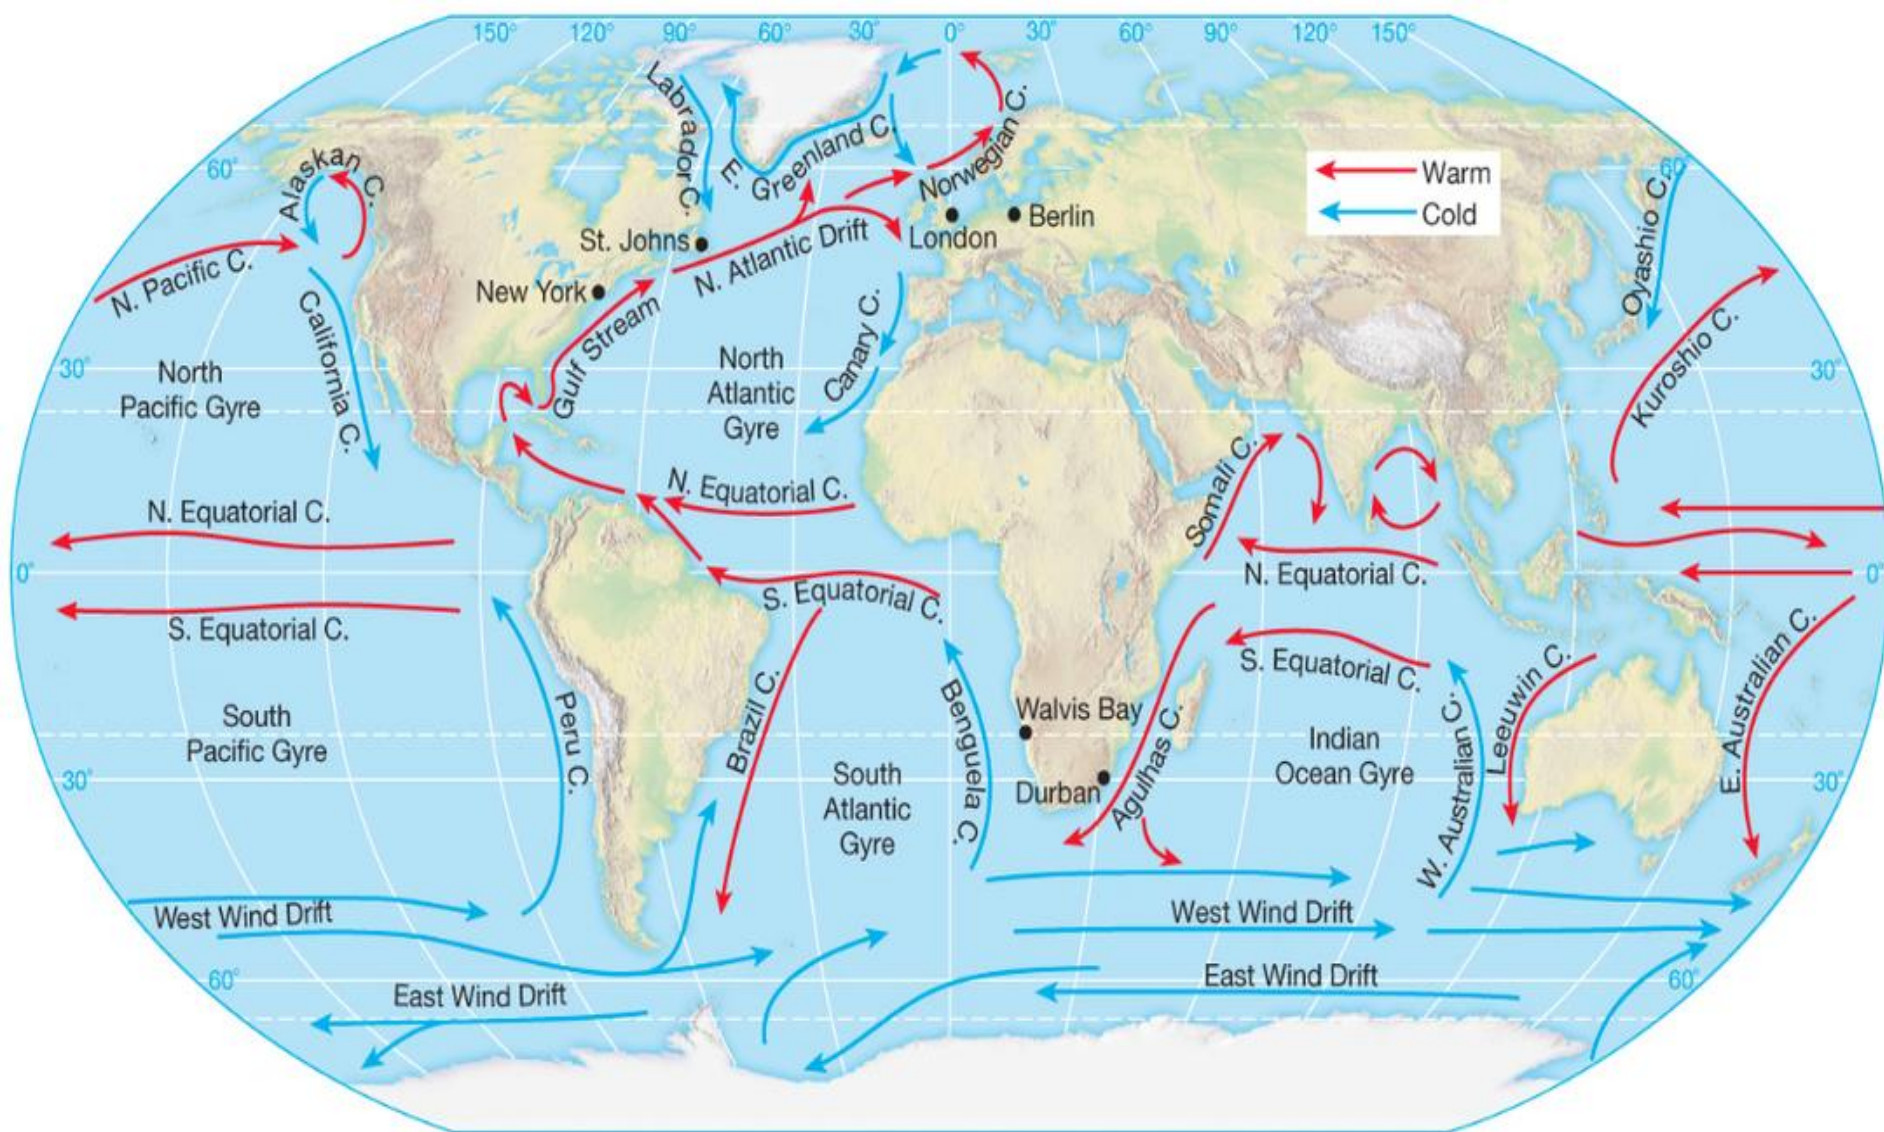 150° 120° 90° 60° 30° 0° 30° 60° 90° 120° 150°
Labrador C.
E. Greenland C.
Norwegian C.
60°
Alaskan C.
Warm
Cold
60°
Oyashio C.
St. Johns
London
Berlin
N. Pacific C.
N. Atlantic Drift
New York
Gulf Stream
Canary C.
California C.
Kuroshio C.
30°
North
Pacific Gyre
North
Atlantic
Gyre
30°
Somali C.
N. Equatorial C.
N. Equatorial C.
0°
S. Equatorial C.
N. Equatorial C.
0°
S. Equatorial C.
S. Equatorial C.
Leeuwin C.
E. Australian C.
South
Pacific Gyre
Peru C.
Brazil C.
Benguela C.
Walvis Bay
Durban
Agulhas C.
Indian
Ocean Gyre
W. Australian C.
30°
South
Atlantic
Gyre
30°
West Wind Drift
West Wind Drift
60°
East Wind Drift
East Wind Drift
60°